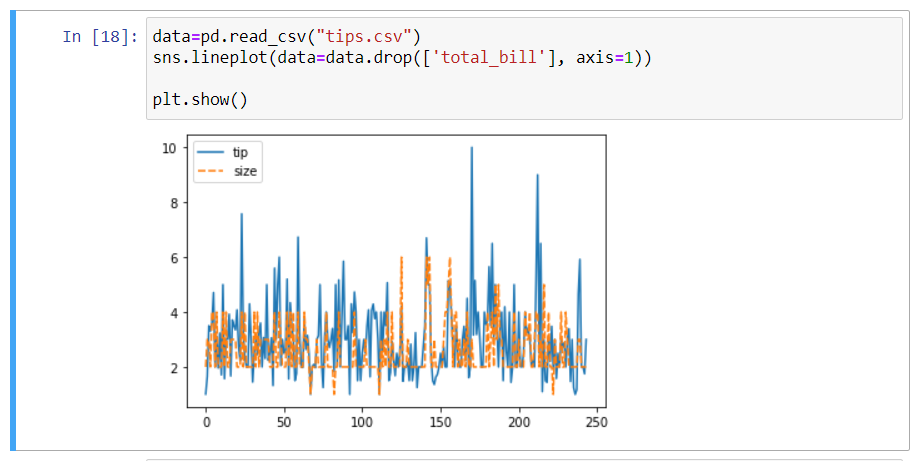 In [18]: data=pd.read_csv("tips.csv")
sns.lineplot(data=data.drop(['total_bill'], axis=1))
plt.show()
10
tip
size
8
6
4
2
0 50 100 150 200 250